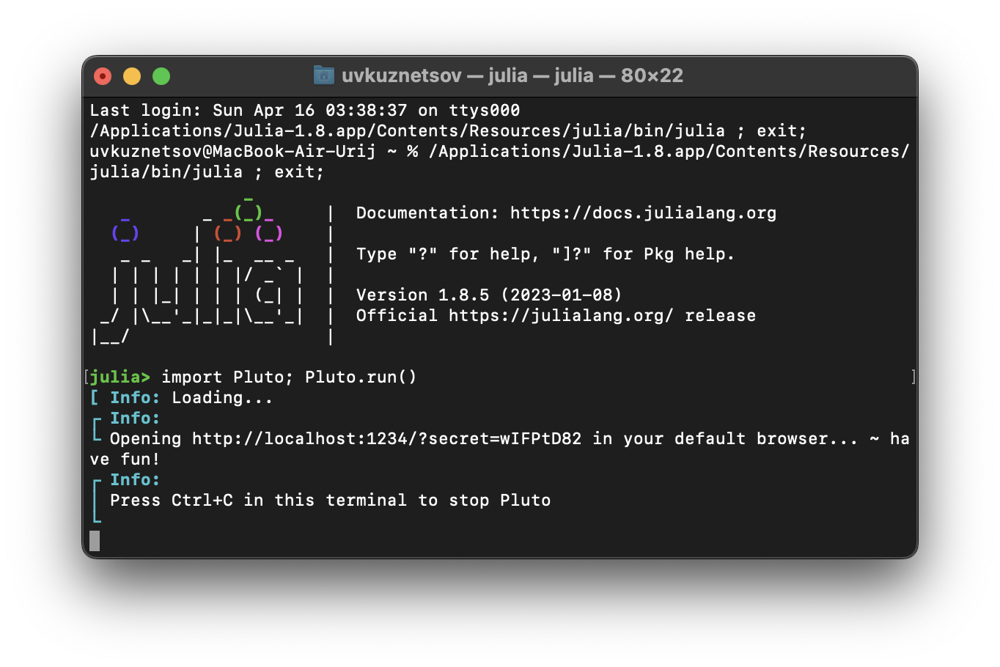 uvkuznetsov — julia — julia — 80×22
Last login: Sun Apr 16 03:38:37 on ttys000
/Applications/Julia-1.8.app/Contents/Resources/julia/bin/julia ; exit;
uvkuznetsov@MacBook-Air-Urij ~ % /Applications/Julia-1.8.app/Contents/Resources/
julia/bin/julia ; exit;
               _
   _       _ _(_)_     |  Documentation: https://docs.julialang.org
  (_)     | (_) (_)    |
   _ _   _| |_  __ _   |  Type "?" for help, "]?" for Pkg help.
  | | | | | | |/ _` |  |
  | | |_| | | | (_| |  |  Version 1.8.5 (2023-01-08)
 _/ |\__'_|_|_|\__'_|  |  Official https://julialang.org/ release
|__/                   |
[julia> import Pluto; Pluto.run() ]
[ Info: Loading...
┌ Info:
└ Opening http://localhost:1234/?secret=wIFPtD82 in your default browser... ~ ha
ve fun!
┌ Info:
│ Press Ctrl+C in this terminal to stop Pluto
└